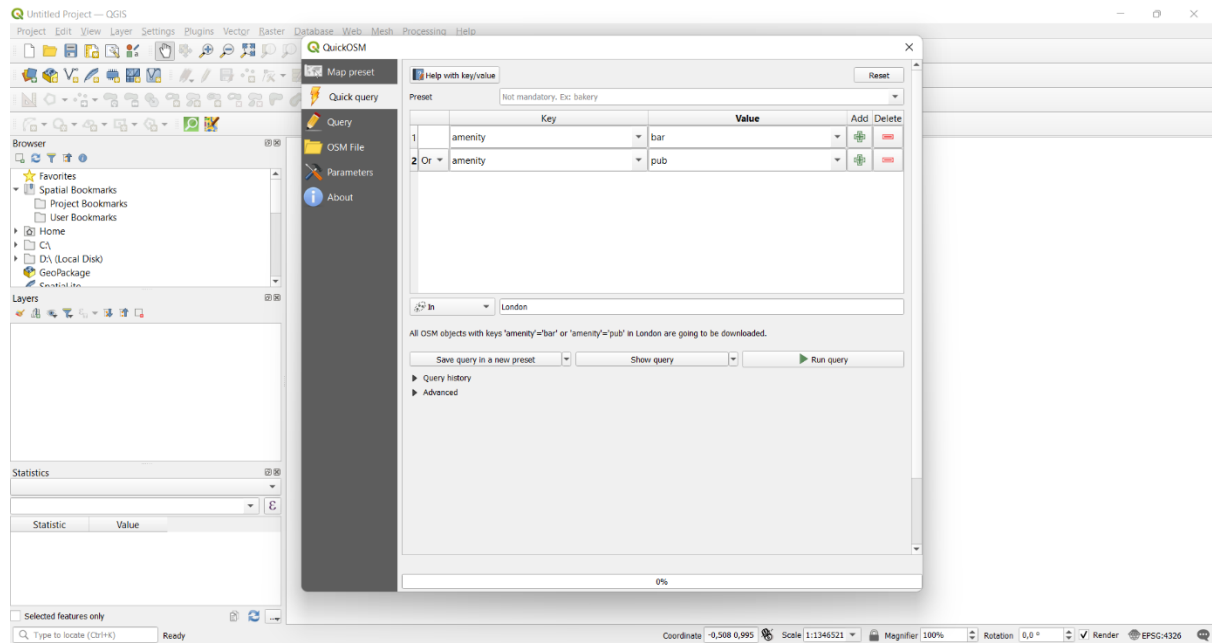 Untitled Project — QGIS
Project Edit View Layer Settings Plugins Vector Raster Database Web Mesh Processing Help
QuickOSM
Map preset
Quick query
Query
OSM File
Parameters
About
Help with key/value
Reset
Preset
Not mandatory. Ex: bakery
Key Value Add Delete
1 amenity bar
2 Or amenity pub
In London
All OSM objects with keys 'amenity'='bar' or 'amenity'='pub' in London are going to be downloaded.
Save query in a new preset Show query Run query
Query history
Advanced
0%
Browser
Favorites
Spatial Bookmarks
Project Bookmarks
User Bookmarks
Home
C:\
D:\ (Local Disk)
GeoPackage
SpatiaLite
Layers
Statistics
ε
Statistic Value
Selected features only
Type to locate (Ctrl+K) Ready Coordinate -0,508 0,995 Scale 1:1346521 Magnifier 100% Rotation 0,0 ° Render EPSG:4326